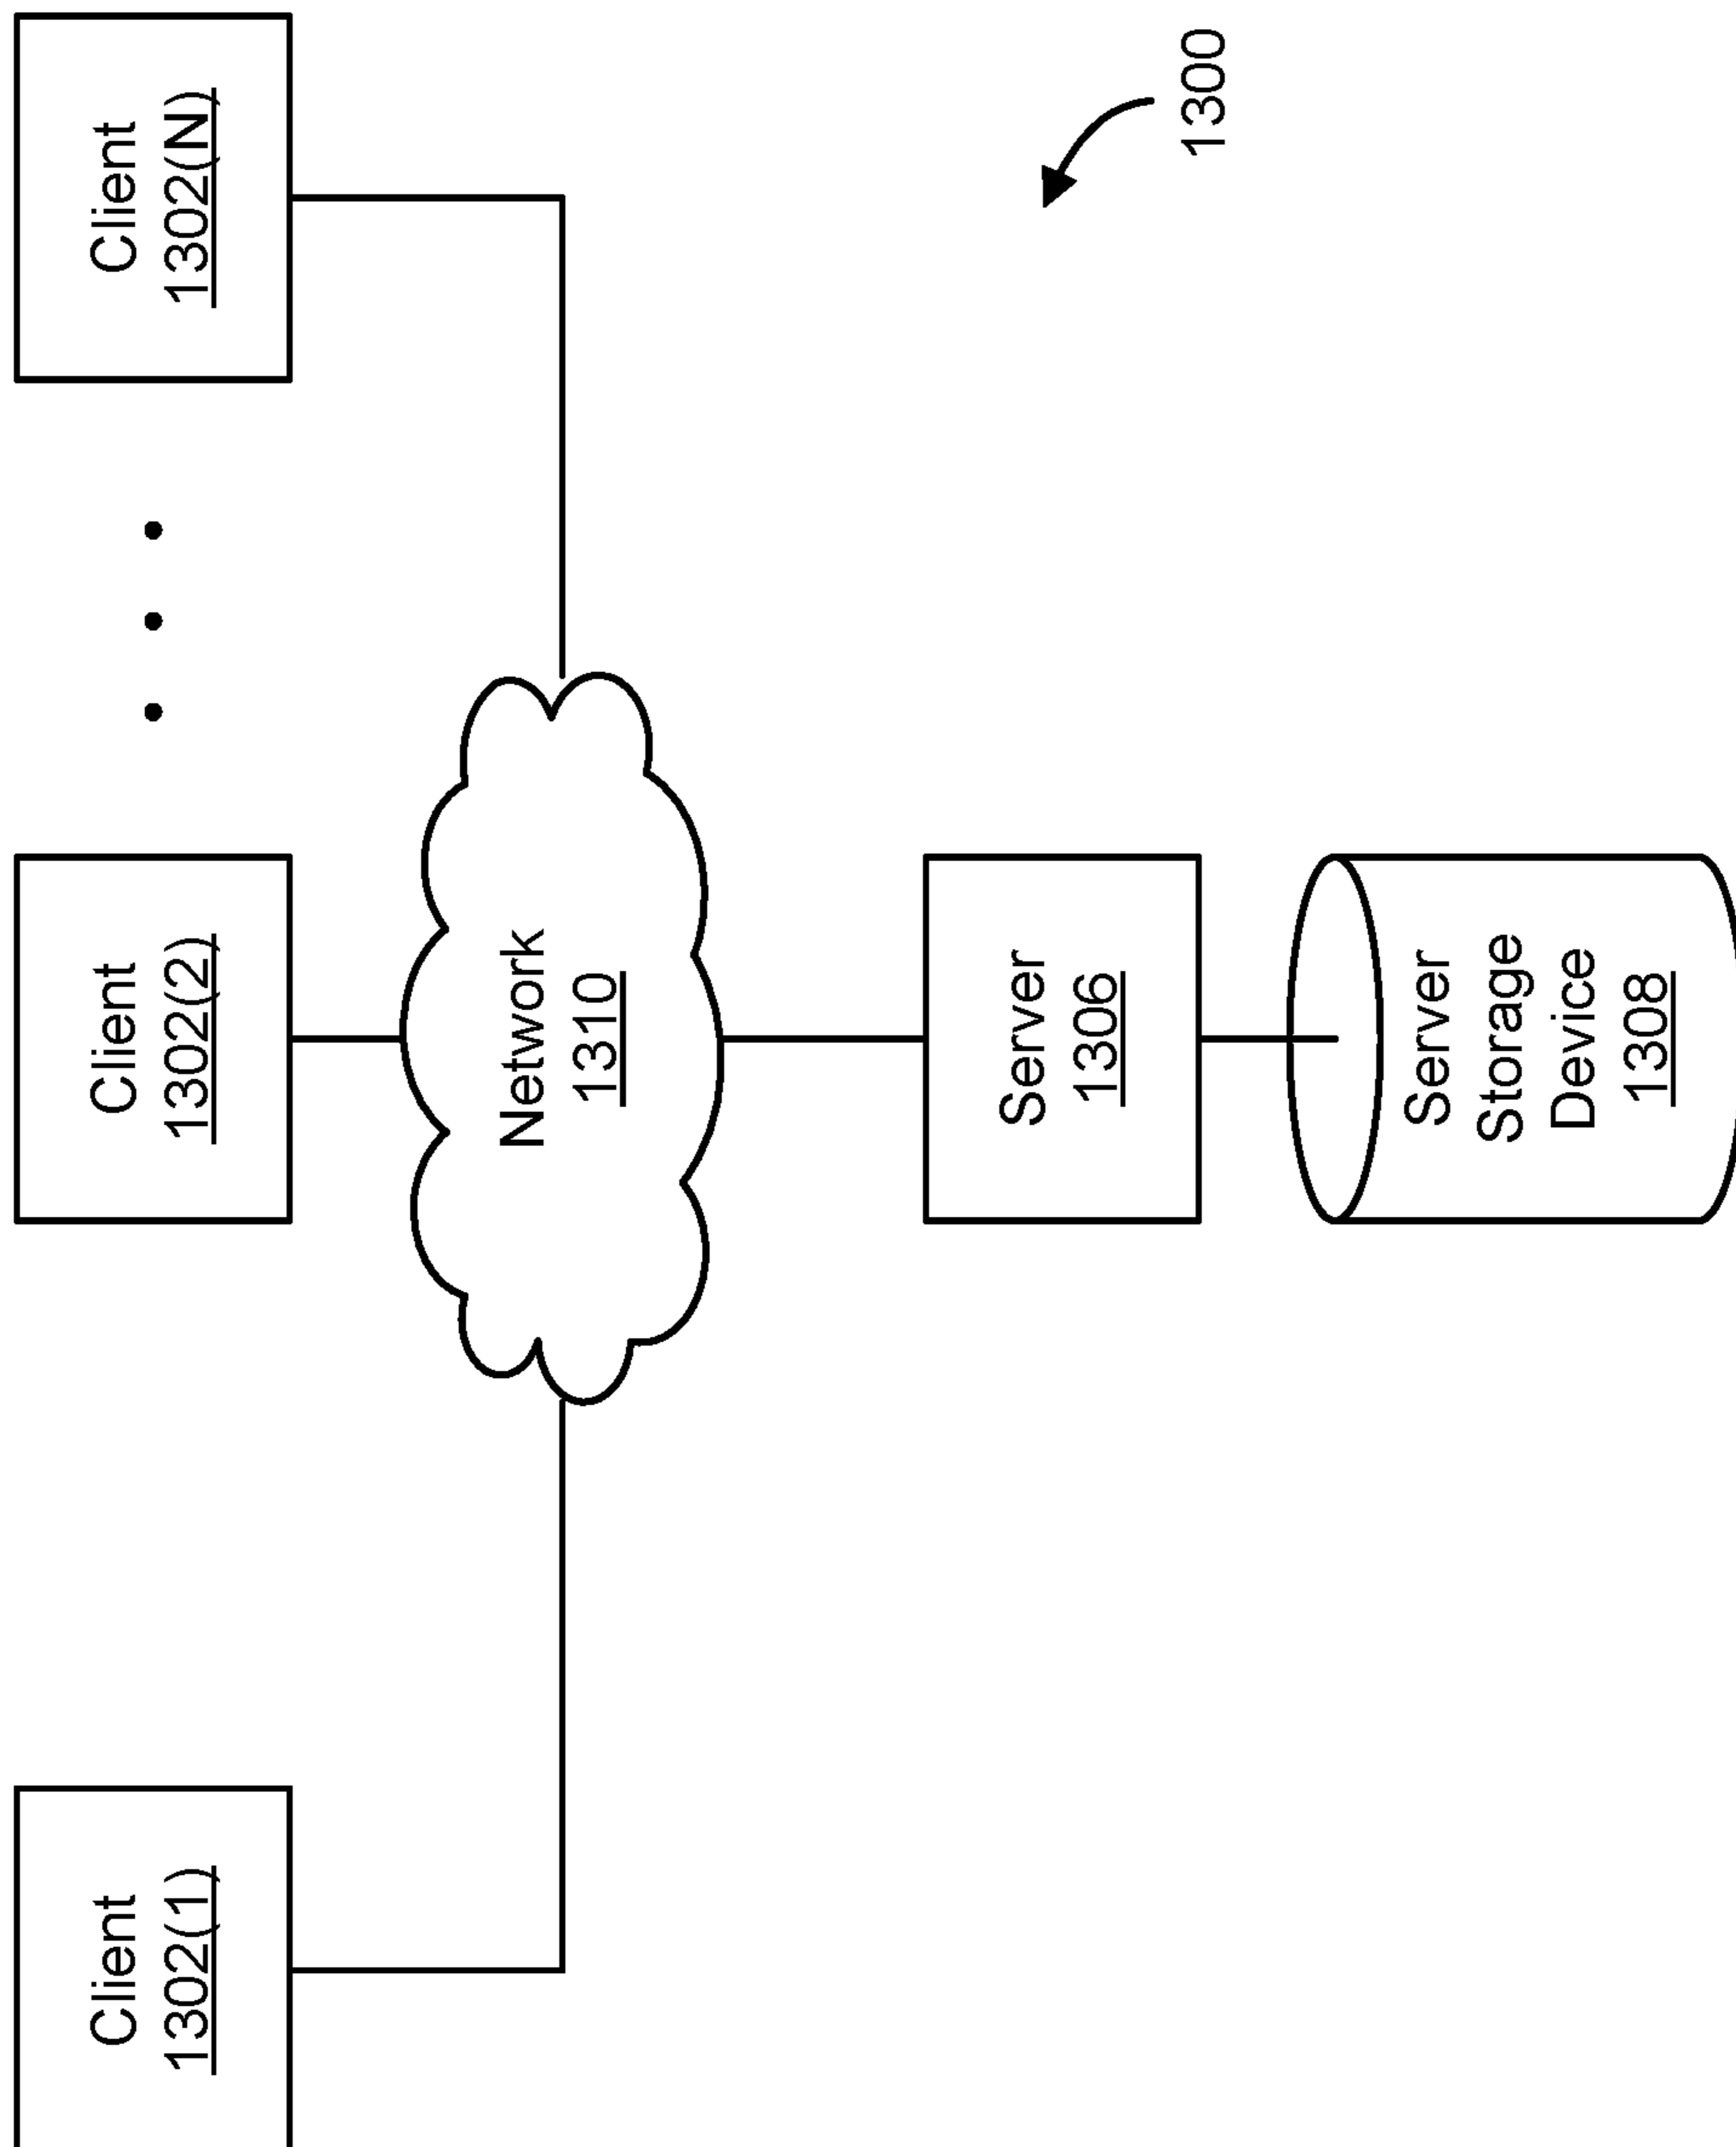 Client
1302(1)
Client
1302(2)
Client
1302(N)
Network
1310
Server
1306
Server
Storage
Device
1308
1300